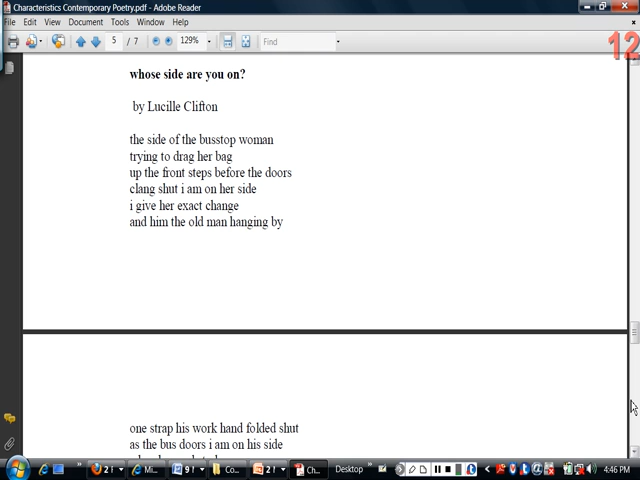 Characteristics Contemporary Poetry.pdf - Adobe Reader
File Edit View Document Tools Window Help
5 / 7 129% Find
12
whose side are you on?
by Lucille Clifton
the side of the busstop woman
trying to drag her bag
up the front steps before the doors
clang shut i am on her side
i give her exact change
and him the old man hanging by
one strap his work hand folded shut
as the bus doors i am on his side
Desktop
4:46 PM